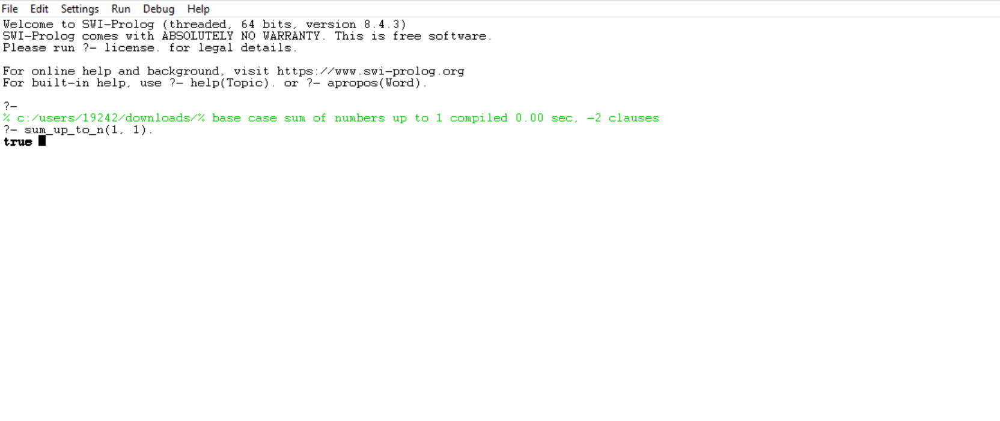 File Edit Settings Run Debug Help
Welcome to SWI-Prolog (threaded, 64 bits, version 8.4.3)
SWI-Prolog comes with ABSOLUTELY NO WARRANTY. This is free software.
Please run ?- license. for legal details.
For online help and background, visit https://www.swi-prolog.org
For built-in help, use ?- help(Topic). or ?- apropos(Word).
?-
% c:/users/19242/downloads/% base case sum of numbers up to 1 compiled 0.00 sec, -2 clauses
?- sum_up_to_n(1, 1).
true